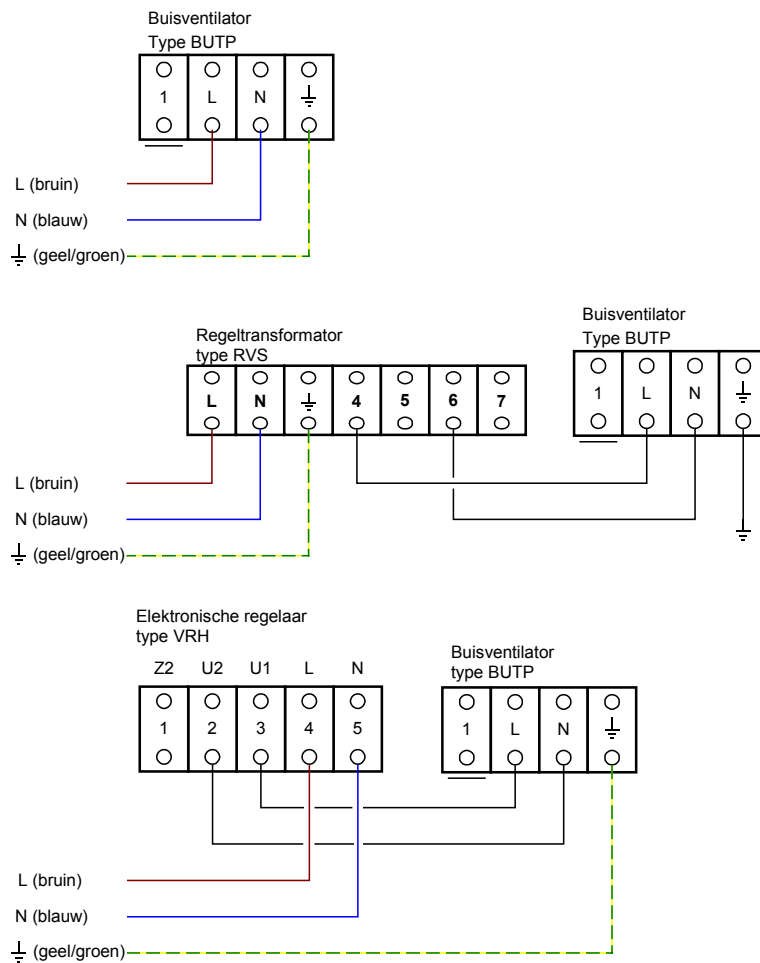 Buisventilator
Type BUTP
1 L N
L (bruin)
N (blauw)
(geel/groen)
Buisventilator
Type BUTP
Regeltransformator
type RVS
1 L N
L N 4 5 6 7
L (bruin)
N (blauw)
(geel/groen)
Elektronische regelaar
type VRH
Buisventilator
type BUTP
Z2 U2 U1 L N
1 2 3 4 5
1 L N
L (bruin)
N (blauw)
(geel/groen)